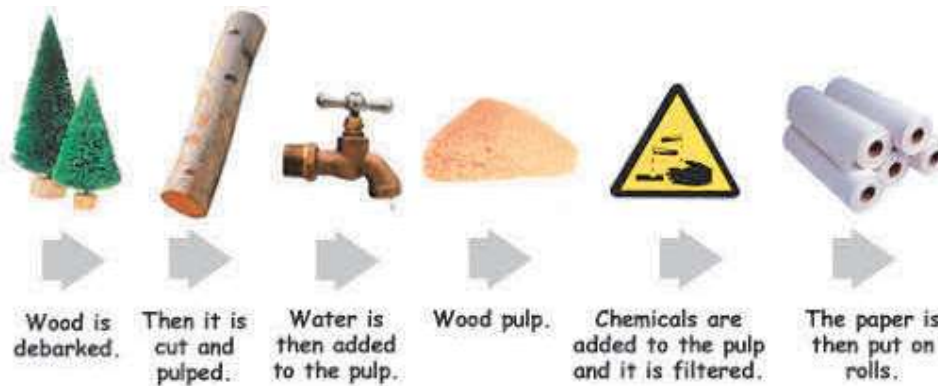 Wood is
debarked.
Then it is
cut and
pulped.
Water is
then added
to the pulp.
Wood pulp.
Chemicals are
added to the pulp
and it is filtered.
The paper is
then put on
rolls.